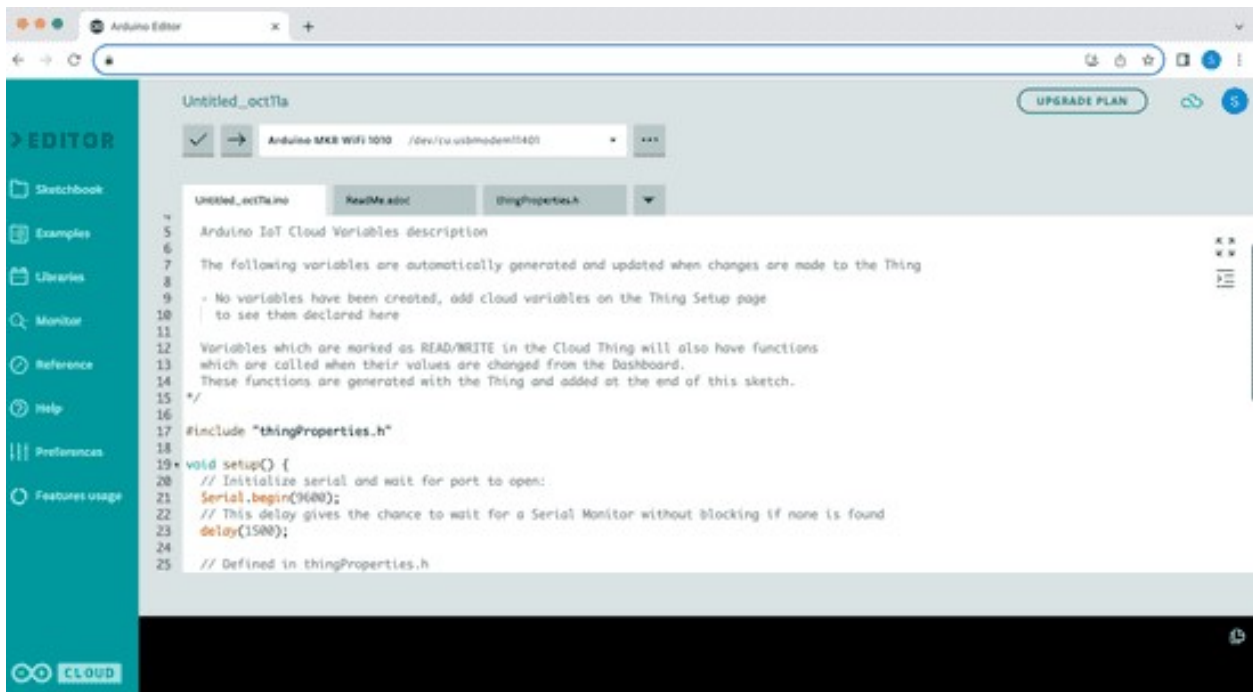 Arduino Editor
Untitled_oct11a
UPGRADE PLAN
S
S
>EDITOR
Arduino MKR WiFi 1010 /dev/cu.usbmodem11401
Sketchbook
Untitled_oct11a.ino ReadMe.adoc thingProperties.h
Examples
Libraries
Monitor
Reference
Help
Preferences
Features usage
4
5 Arduino IoT Cloud Variables description
6
7 The following variables are automatically generated and updated when changes are made to the Thing
8
9 - No variables have been created, add cloud variables on the Thing Setup page
10 to see them declared here
11
12 Variables which are marked as READ/WRITE in the Cloud Thing will also have functions
13 which are called when their values are changed from the Dashboard.
14 These functions are generated with the Thing and added at the end of this sketch.
15 */
16
17 #include "thingProperties.h"
18
19 void setup() {
20 // Initialize serial and wait for port to open:
21 Serial.begin(9600);
22 // This delay gives the chance to wait for a Serial Monitor without blocking if none is found
23 delay(1500);
24
25 // Defined in thingProperties.h
CLOUD